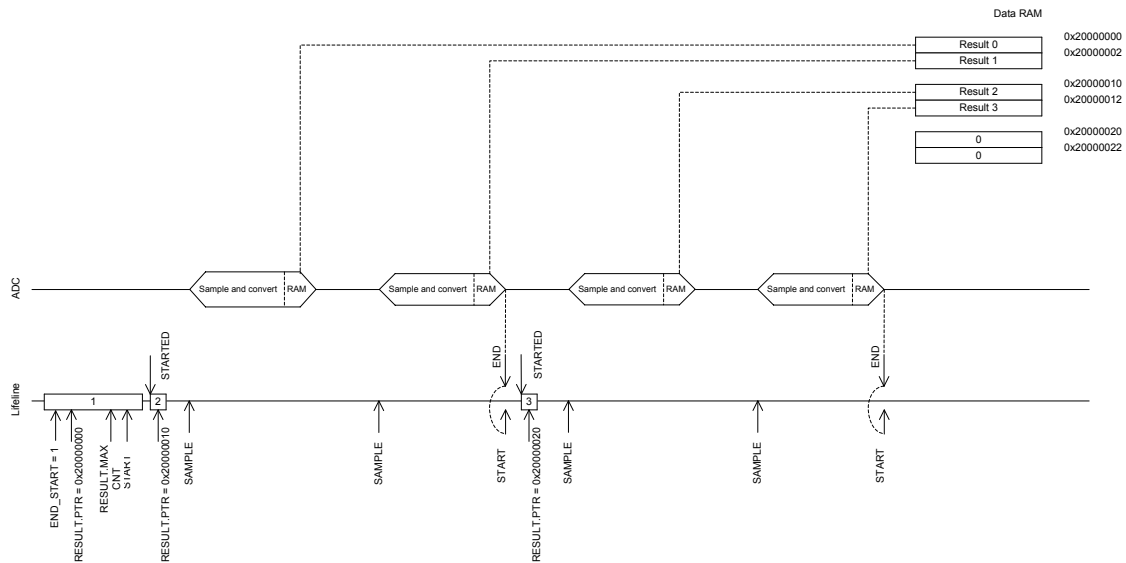 Data RAM
Result 0
0x20000000
Result 1
0x20000002
Result 2
0x20000010
Result 3
0x20000012
0
0x20000020
0
0x20000022
ADC
Sample and convert
RAM
Sample and convert
RAM
Sample and convert
RAM
Sample and convert
RAM
STARTED
END
STARTED
END
Lifeline
1
2
3
END_START = 1
RESULT.PTR = 0x20000000
RESULT.MAX
CNT
START
RESULT.PTR = 0x20000010
SAMPLE
SAMPLE
START
RESULT.PTR = 0x20000020
SAMPLE
SAMPLE
START